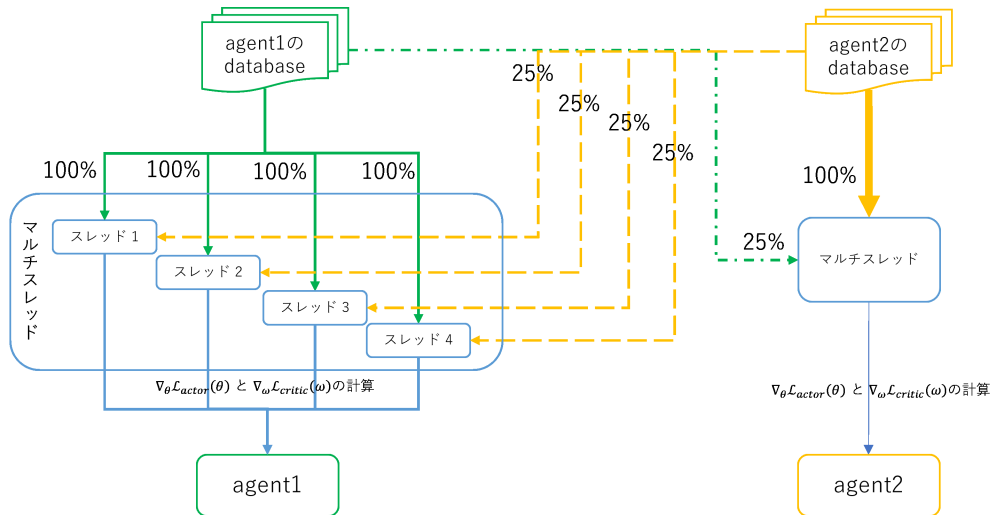 agent1の
database
agent2の
database
25%
25%
25%
25%
100%
100%
100%
100%
100%
マルチスレッド
スレッド 1
スレッド 2
スレッド 3
スレッド 4
25%
マルチスレッド
∇θℒactor(θ) と ∇ωℒcritic(ω)の計算
∇θℒactor(θ) と ∇ωℒcritic(ω)の計算
agent1
agent2